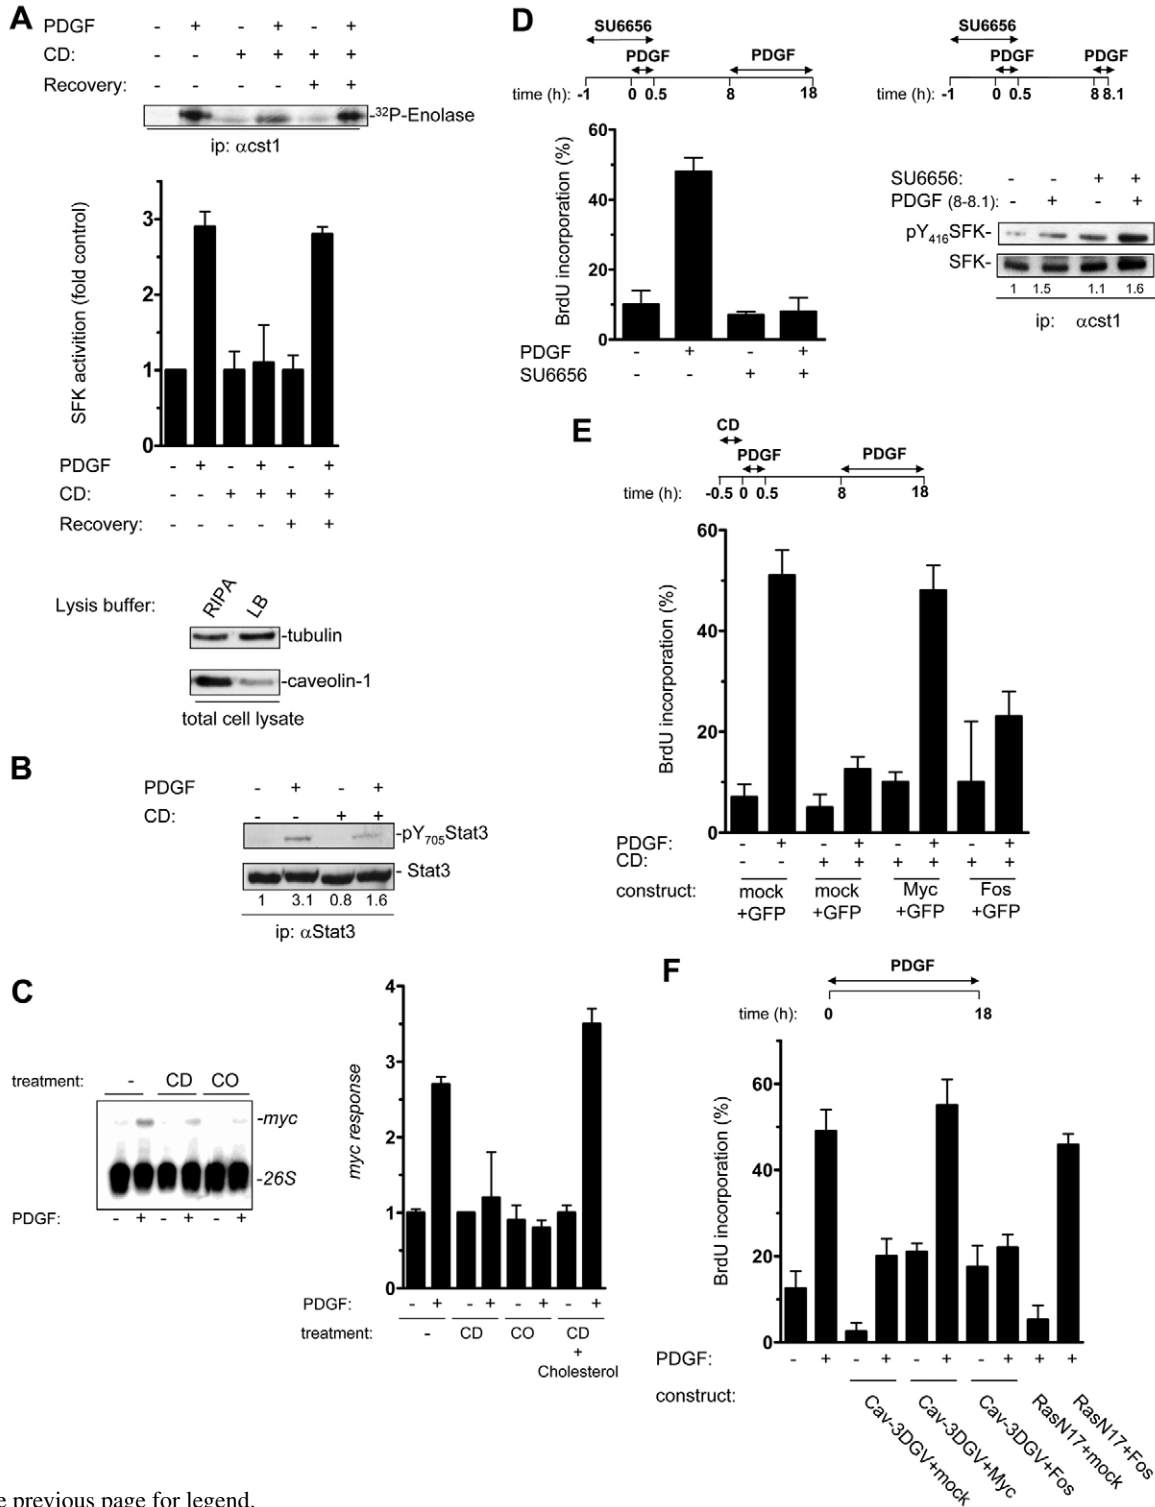 A
PDGF - + - + - +
CD: - - + + + +
Recovery: - - - - + +
-³²P-Enolase
ip: αcst1
SFK activition (fold control)
3
2
1
0
PDGF - + - + - +
CD: - - + + + +
Recovery: - - - - + +
Lysis buffer: RIPA LB
-tubulin
-caveolin-1
total cell lysate
B
PDGF - + - +
CD: - - + +
-pY₇₀₅Stat3
- Stat3
1 3.1 0.8 1.6
ip: αStat3
C
treatment: - CD CO
-myc
-26S
PDGF: - + - + - +
myc response
4
3
2
1
0
PDGF: - + - + - + - +
treatment: - CD CO CD
+
Cholesterol
D
SU6656
PDGF PDGF
time (h): -1 0 0.5 8 18
BrdU incorporation (%)
60
40
20
0
PDGF - + - +
SU6656 - - + +
SU6656
PDGF PDGF
time (h): -1 0 0.5 8 8.1
SU6656: - - + +
PDGF (8-8.1): - + - +
pY₄₁₆SFK-
SFK-
1 1.5 1.1 1.6
ip: αcst1
E
CD
PDGF PDGF
time (h): -0.5 0 0.5 8 18
BrdU incorporation (%)
60
40
20
0
PDGF: - + - + - + - +
CD: - - + + + + + +
construct: mock mock Myc Fos
+GFP +GFP +GFP +GFP
F
PDGF
time (h): 0 18
BrdU incorporation (%)
60
40
20
0
PDGF: - + - + - + - + + +
construct:
Cav-3DGV+mock
Cav-3DGV+Myc
Cav-3DGV+Fos
RasN17+mock
RasN17+Fos
e previous page for legend.